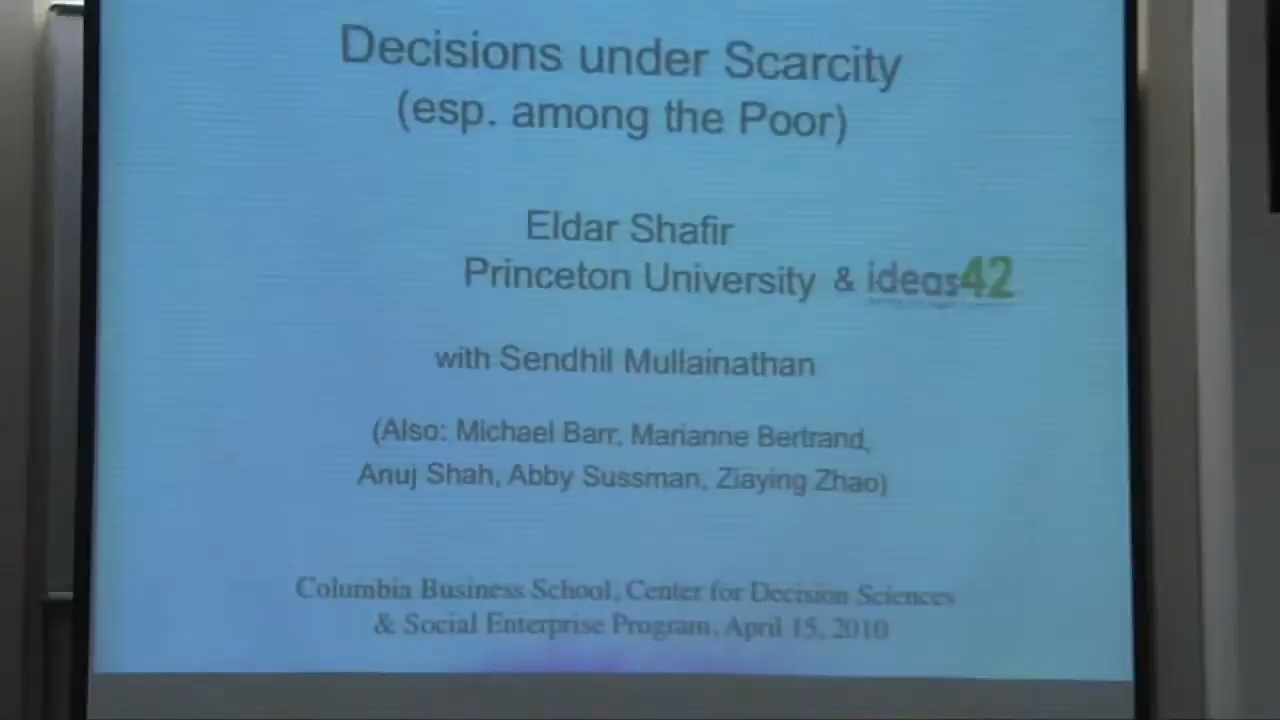 Decisions under Scarcity
(esp. among the Poor)
Eldar Shafir
Princeton University & ideas42
with Sendhil Mullainathan
(Also: Michael Barr, Marianne Bertrand,
Anuj Shah, Abby Sussman, Ziaying Zhao)
Columbia Business School, Center for Decision Sciences
& Social Enterprise Program, April 15, 2010